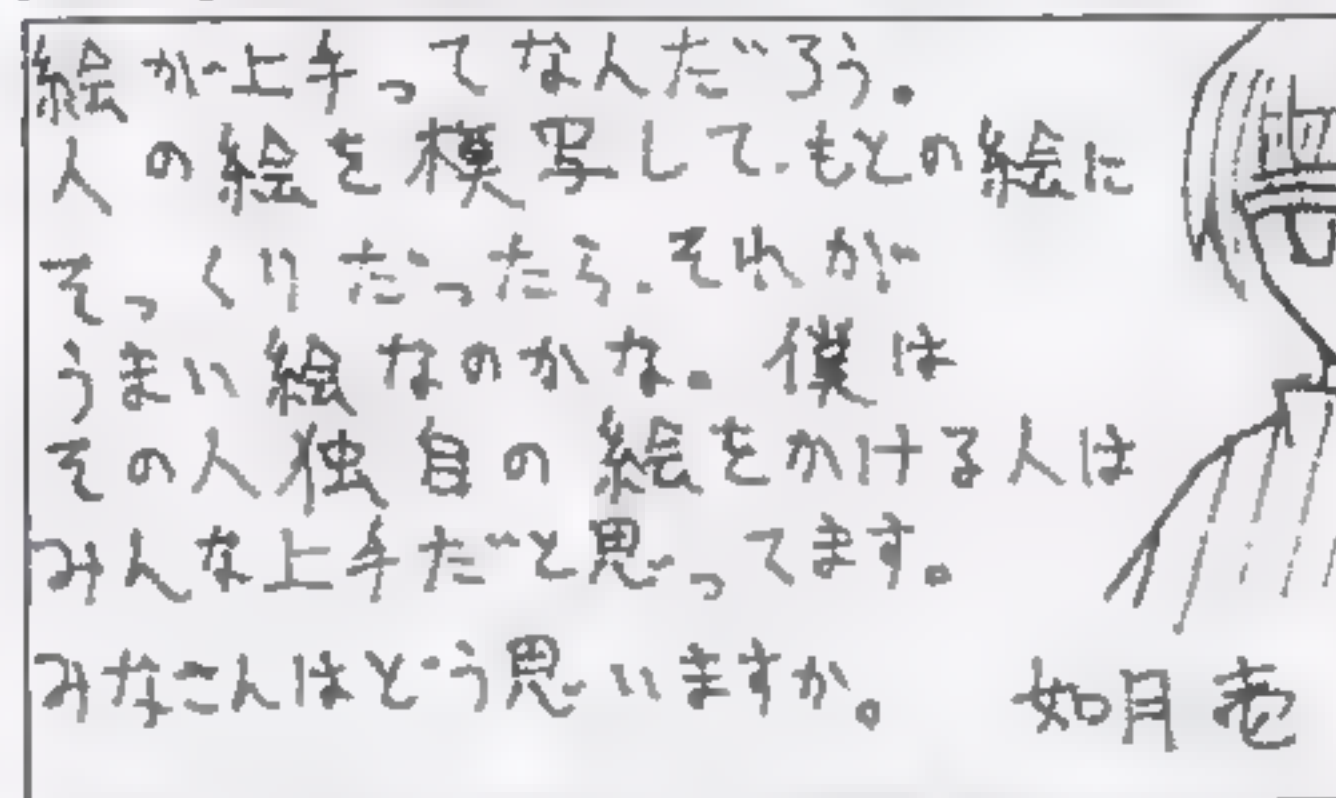 絵が上手ってなんだろう。
人の絵を模写して、もとの絵に
そっくりだったら、それが
うまい絵なのかな。僕は
その人独自の絵をかける人は
みんな上手だと思ってます。
みなさんはどう思いますか。
如月壱